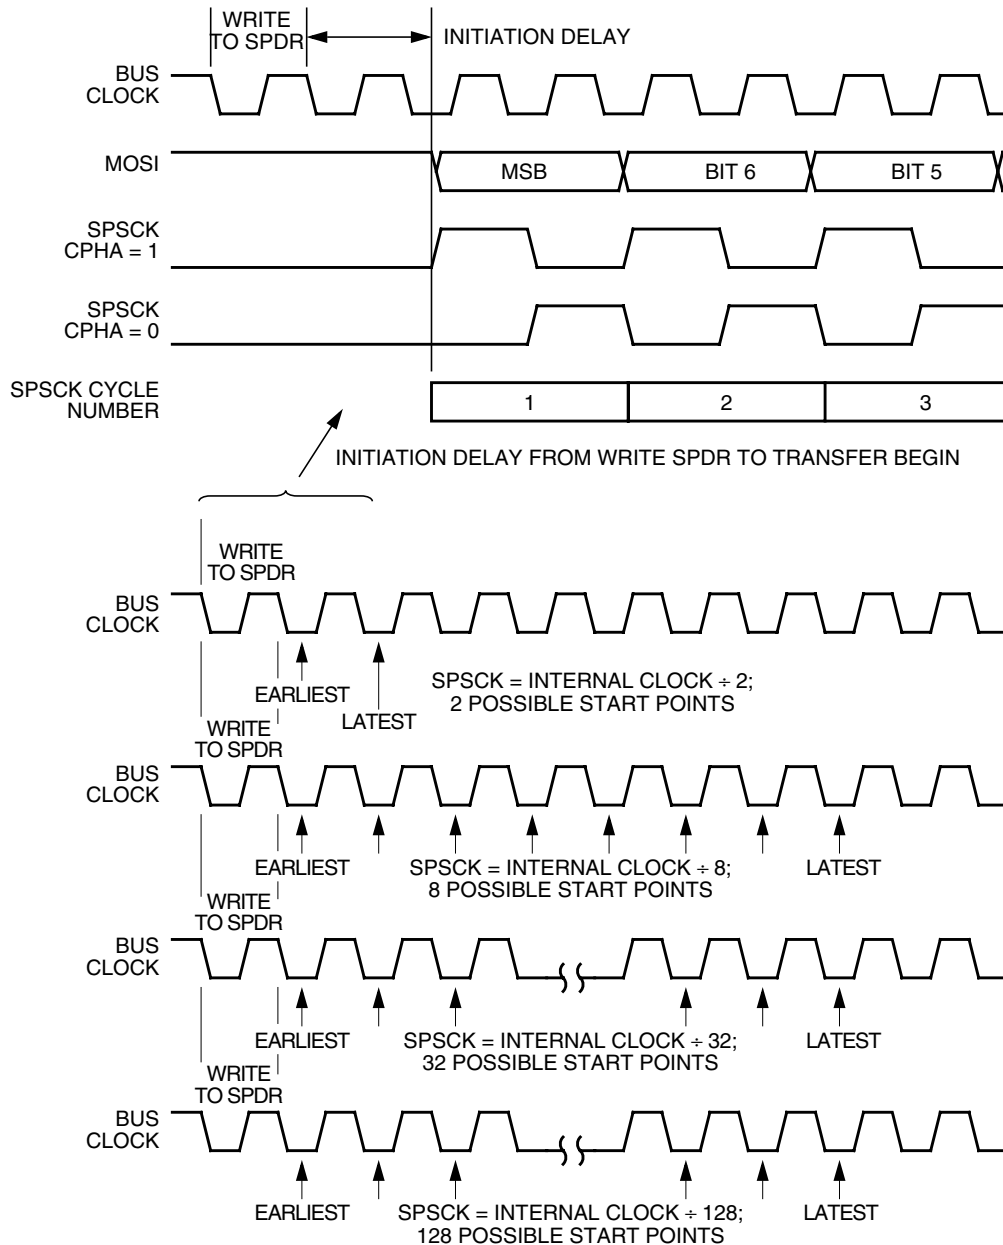 WRITE
TO SPDR
INITIATION DELAY
BUS
CLOCK
MOSI
MSB
BIT 6
BIT 5
SPSCK
CPHA = 1
SPSCK
CPHA = 0
SPSCK CYCLE
NUMBER
1
2
3
INITIATION DELAY FROM WRITE SPDR TO TRANSFER BEGIN
WRITE
TO SPDR
BUS
CLOCK
EARLIEST
LATEST
SPSCK = INTERNAL CLOCK ÷ 2;
2 POSSIBLE START POINTS
WRITE
TO SPDR
BUS
CLOCK
EARLIEST
SPSCK = INTERNAL CLOCK ÷ 8;
8 POSSIBLE START POINTS
LATEST
WRITE
TO SPDR
BUS
CLOCK
EARLIEST
SPSCK = INTERNAL CLOCK ÷ 32;
32 POSSIBLE START POINTS
LATEST
WRITE
TO SPDR
BUS
CLOCK
EARLIEST
SPSCK = INTERNAL CLOCK ÷ 128;
128 POSSIBLE START POINTS
LATEST